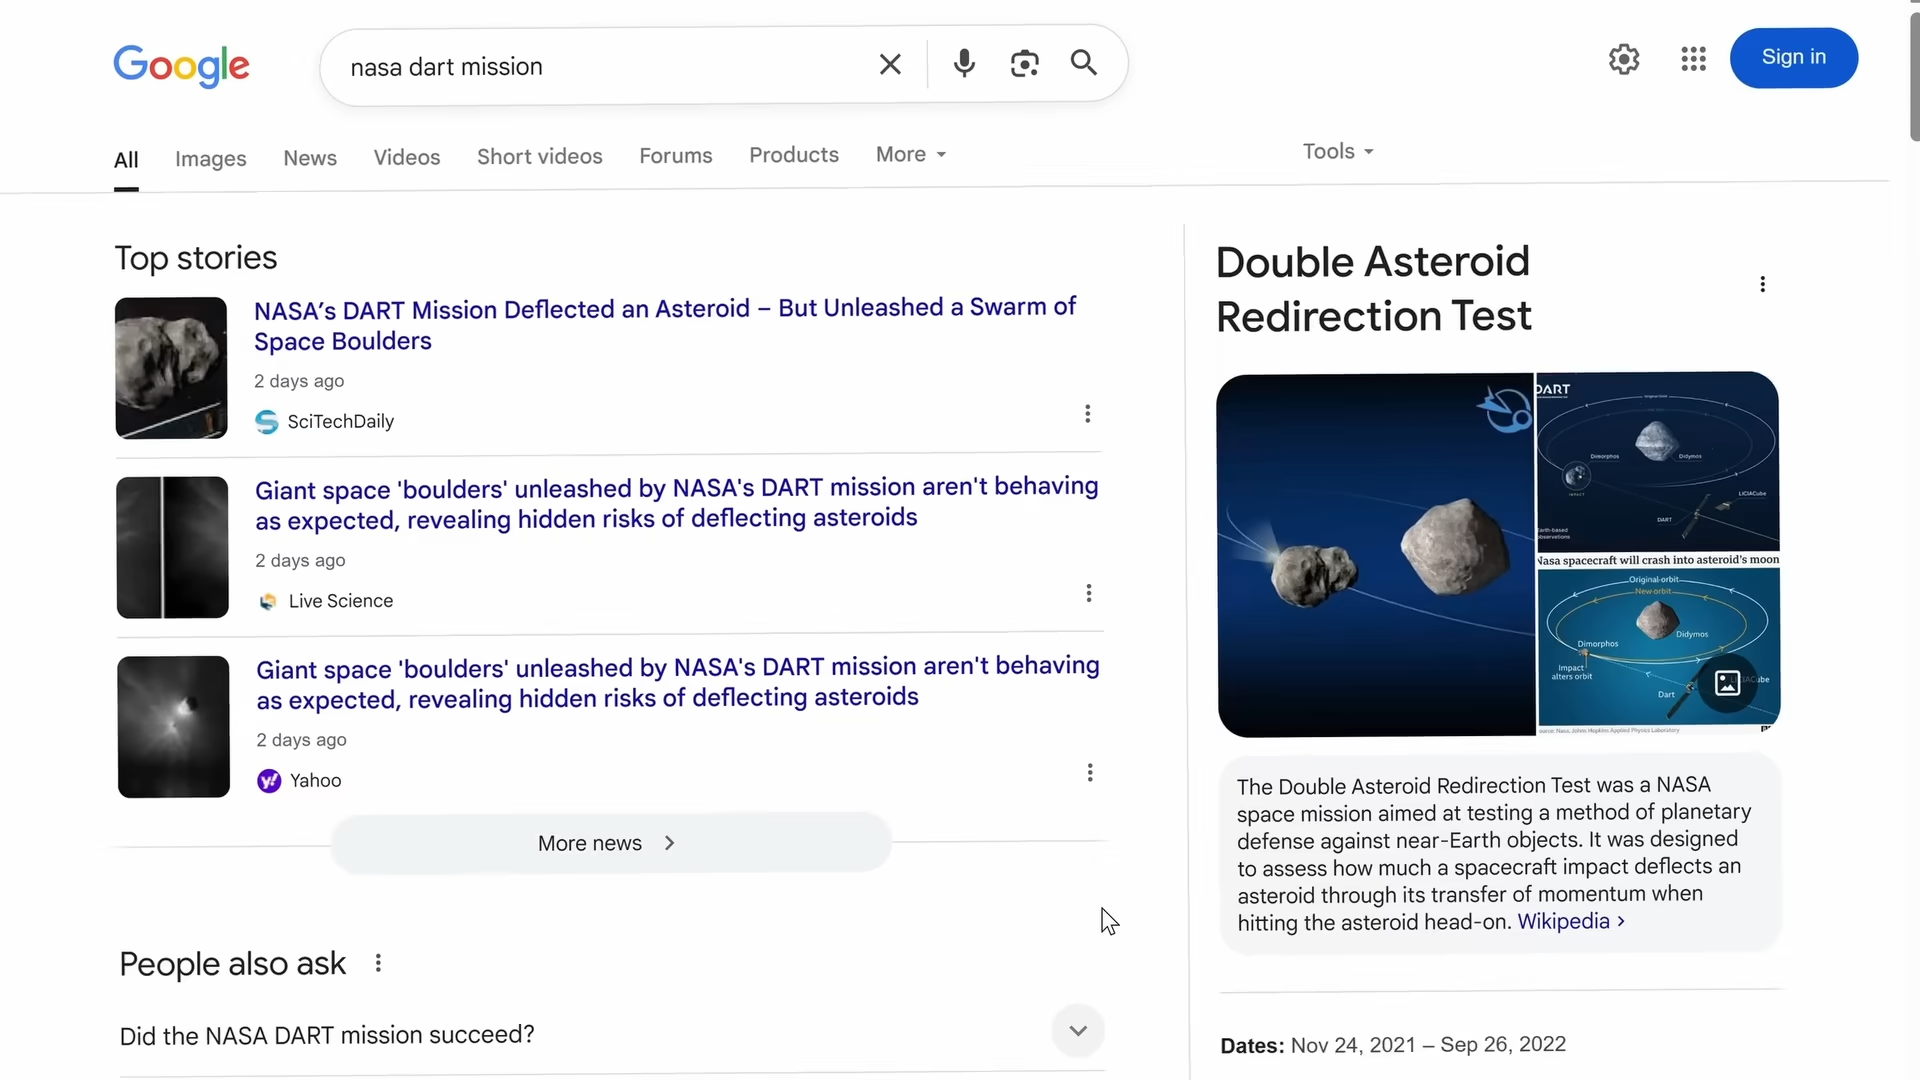 Google
nasa dart mission
Sign in
All
Images
News
Videos
Short videos
Forums
Products
More
Tools
Top stories
NASA’s DART Mission Deflected an Asteroid – But Unleashed a Swarm of
Space Boulders
2 days ago
SciTechDaily
Giant space 'boulders' unleashed by NASA's DART mission aren't behaving
as expected, revealing hidden risks of deflecting asteroids
2 days ago
Live Science
Giant space 'boulders' unleashed by NASA's DART mission aren't behaving
as expected, revealing hidden risks of deflecting asteroids
2 days ago
Yahoo
More news
People also ask
Did the NASA DART mission succeed?
Double Asteroid
Redirection Test
DART
Dimorphos
Didymos
IMPACT
LICIACube
DART
Earth-based
observations
Nasa spacecraft will crash into asteroid's moon
Original orbit
New orbit
Didymos
Dimorphos
Impact
alters orbit
Dart
The Double Asteroid Redirection Test was a NASA
space mission aimed at testing a method of planetary
defense against near-Earth objects. It was designed
to assess how much a spacecraft impact deflects an
asteroid through its transfer of momentum when
hitting the asteroid head-on. Wikipedia
Dates: Nov 24, 2021 – Sep 26, 2022